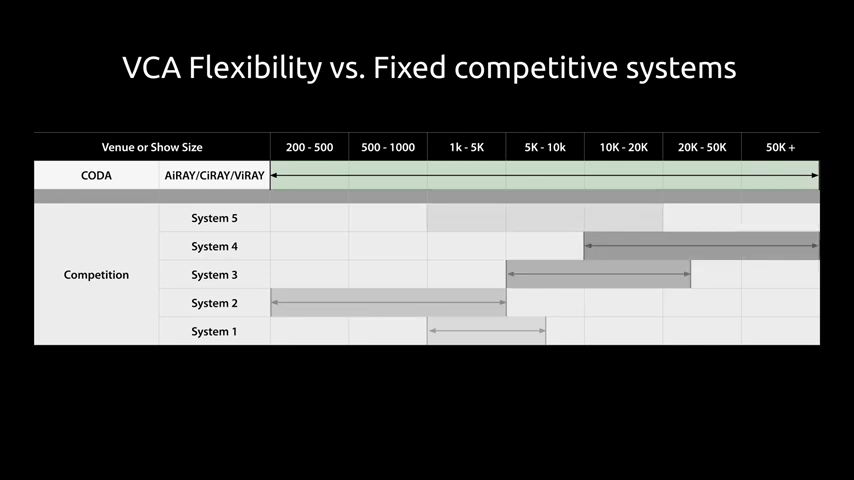 VCA Flexibility vs. Fixed competitive systems
Venue or Show Size 200 - 500 500 - 1000 1k - 5K 5K - 10k 10K - 20K 20K - 50K 50K +
CODA AiRAY/CiRAY/ViRAY
System 5
System 4
Competition System 3
System 2
System 1